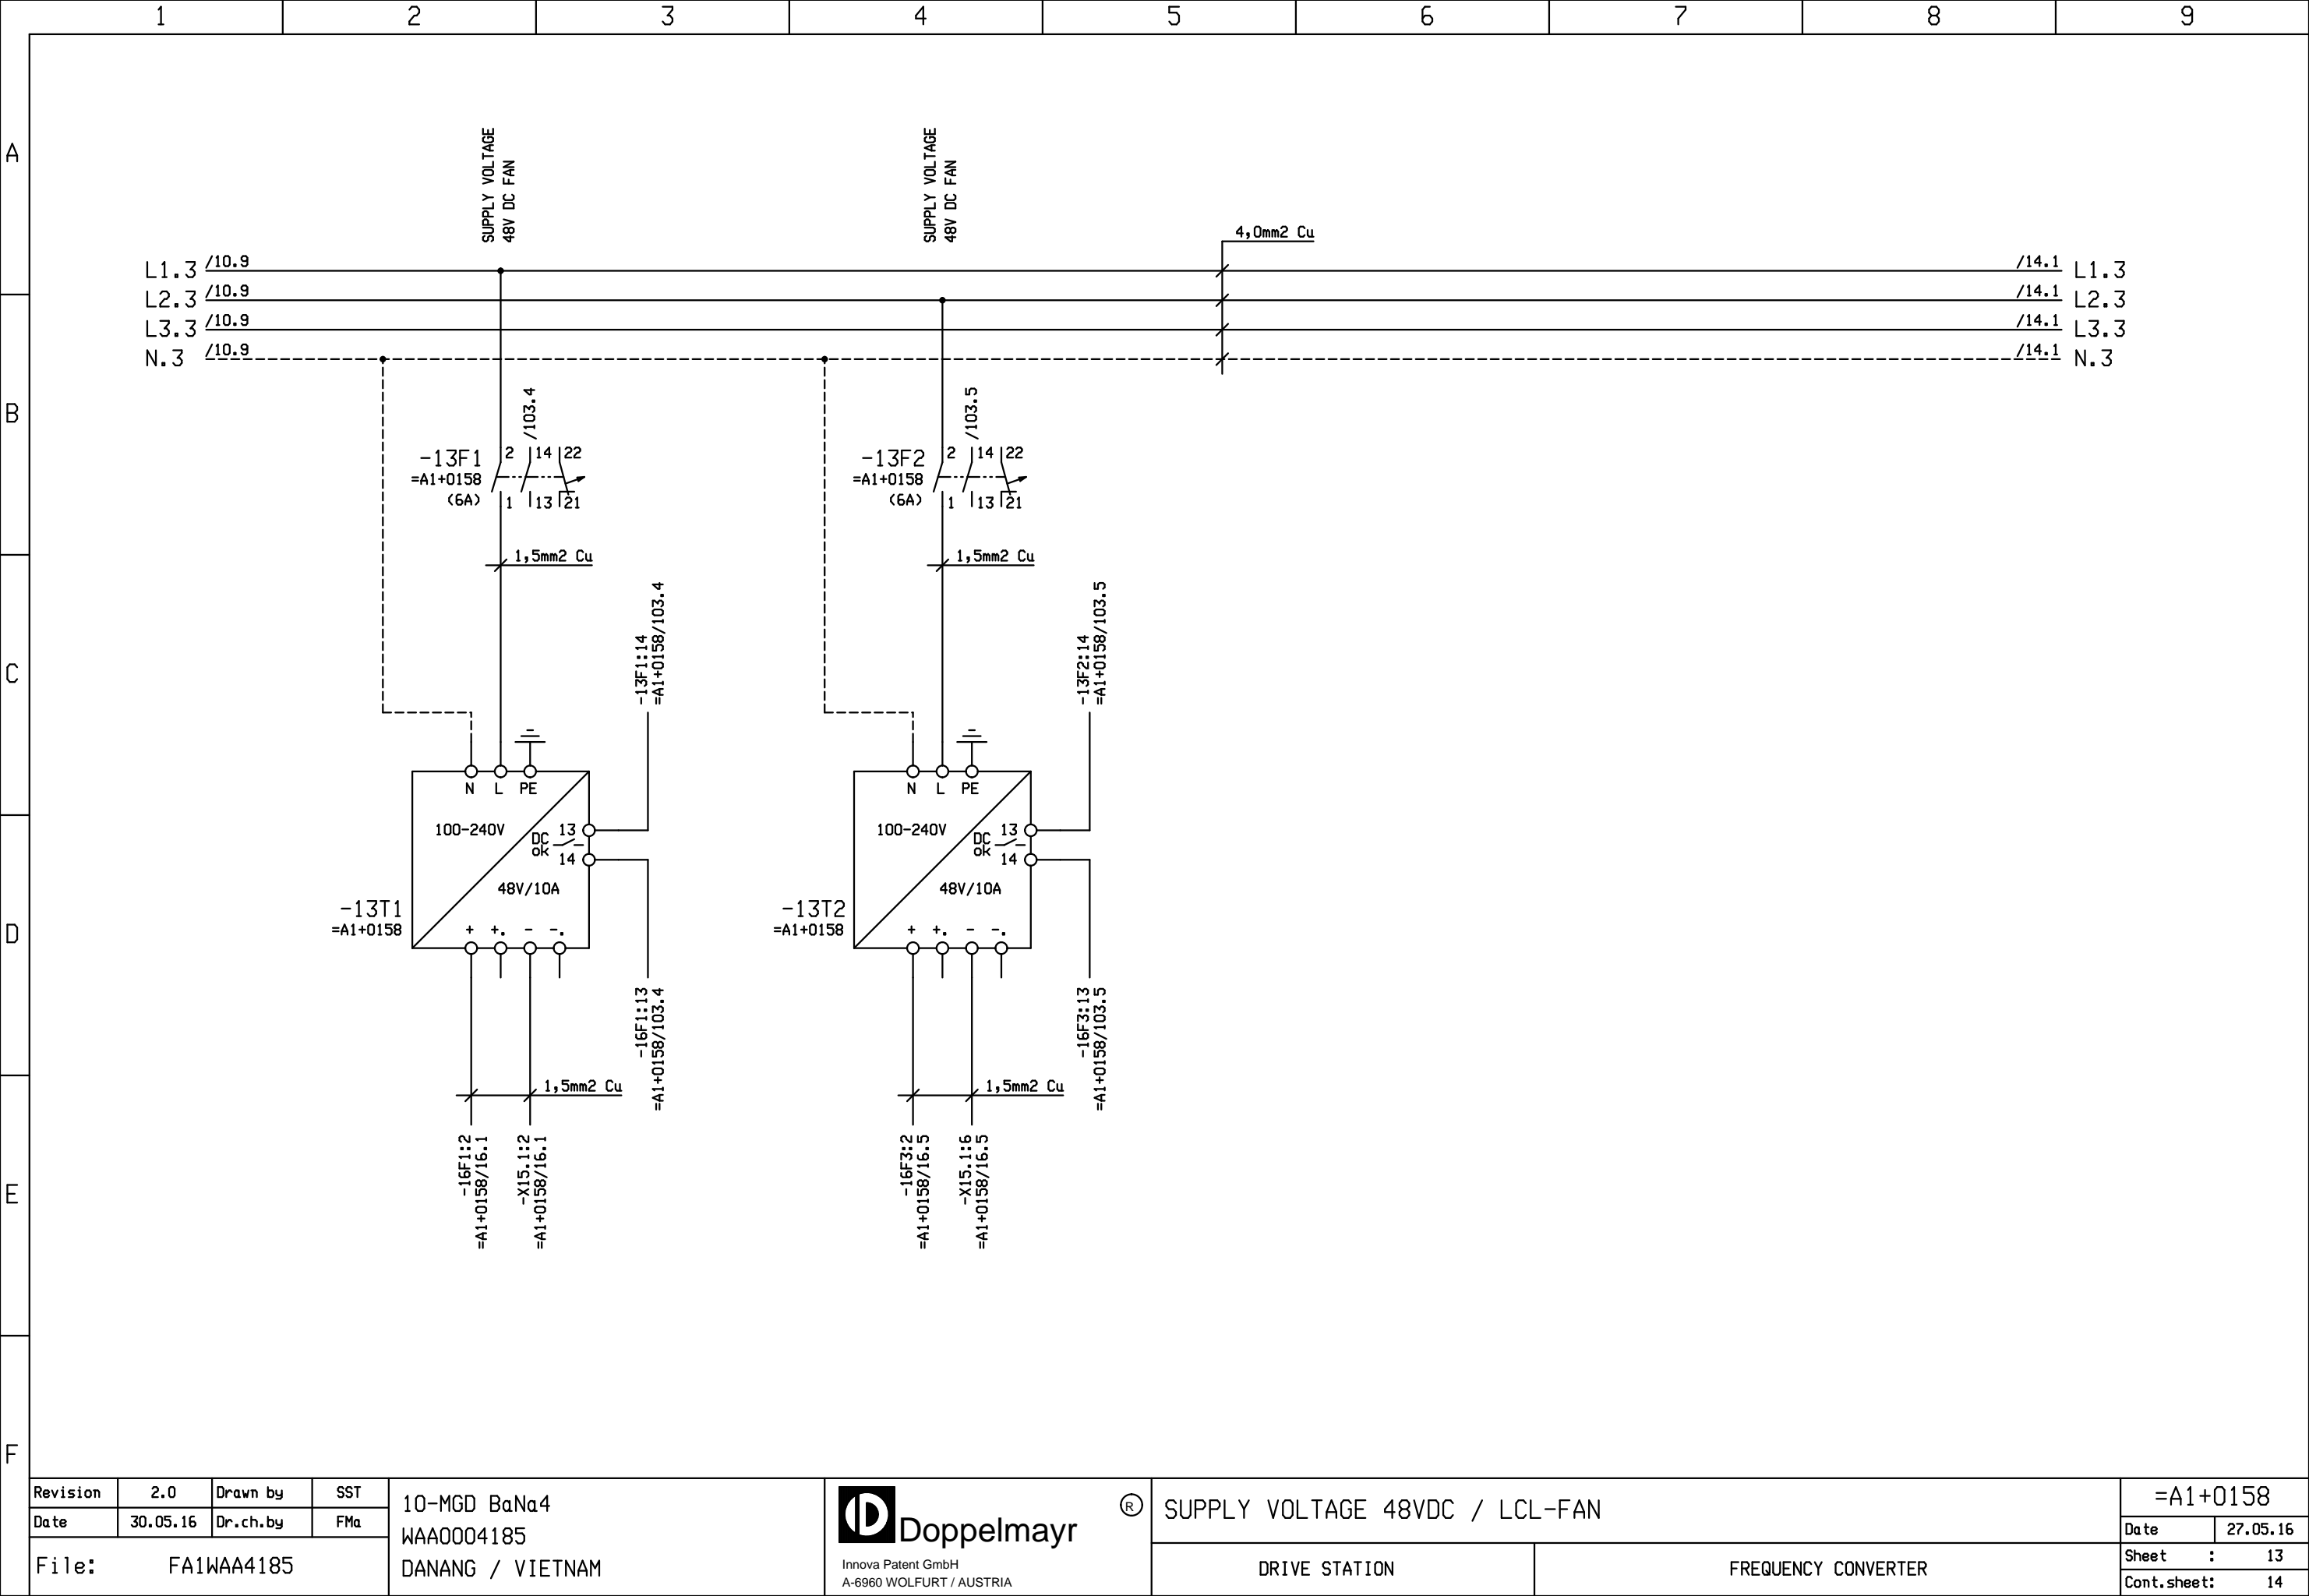 1 2 3 4 5 6 7 8 9
A
B
C
D
E
F
SUPPLY VOLTAGE
48V DC FAN
SUPPLY VOLTAGE
48V DC FAN
4,0mm2 Cu
L1.3 /10.9 /14.1 L1.3
L2.3 /10.9 /14.1 L2.3
L3.3 /10.9 /14.1 L3.3
N.3 /10.9 /14.1 N.3
/103.4
-13F1 2 14 22
=A1+0158
(6A) 1 13 21
1,5mm2 Cu
/103.5
-13F2 2 14 22
=A1+0158
(6A) 1 13 21
1,5mm2 Cu
-13F1:14
=A1+0158/103.4
-13F2:14
=A1+0158/103.5
N L PE
100-240V
DC ok 13
14
48V/10A
-13T1
=A1+0158
+ +. - -.
N L PE
100-240V
DC ok 13
14
48V/10A
-13T2
=A1+0158
+ +. - -.
-16F1:13
=A1+0158/103.4
-16F3:13
=A1+0158/103.5
1,5mm2 Cu
1,5mm2 Cu
-16F1:2
=A1+0158/16.1
-X15.1:2
=A1+0158/16.1
-16F3:2
=A1+0158/16.5
-X15.1:6
=A1+0158/16.5
Revision 2.0 Drawn by SST
Date 30.05.16 Dr.ch.by FMa
File: FA1WAA4185
10-MGD BaNa4
WAA0004185
DANANG / VIETNAM
Doppelmayr ®
Innova Patent GmbH
A-6960 WOLFURT / AUSTRIA
SUPPLY VOLTAGE 48VDC / LCL-FAN
DRIVE STATION
FREQUENCY CONVERTER
=A1+0158
Date 27.05.16
Sheet : 13
Cont.sheet: 14